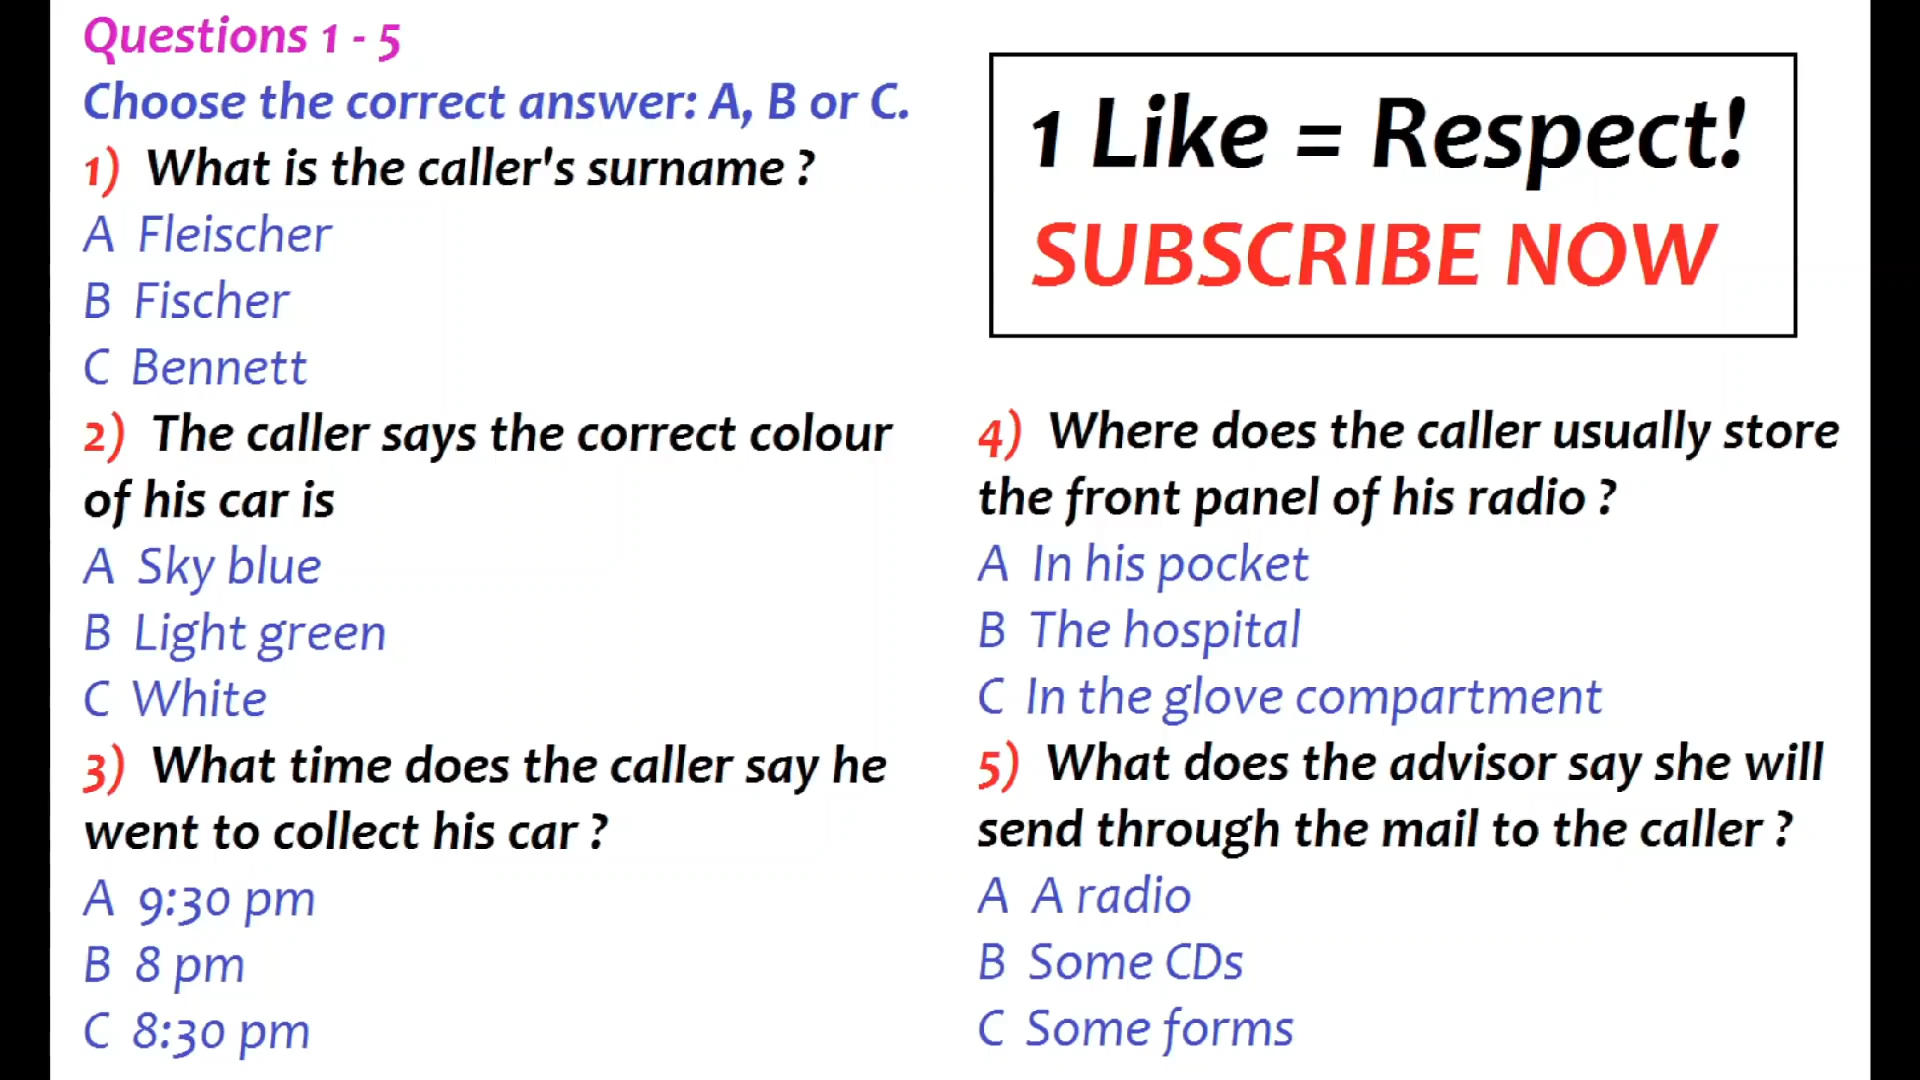 Questions 1 - 5
Choose the correct answer: A, B or C.
1) What is the caller's surname ?
A Fleischer
B Fischer
C Bennett
2) The caller says the correct colour
of his car is
A Sky blue
B Light green
C White
3) What time does the caller say he
went to collect his car ?
A 9:30 pm
B 8 pm
C 8:30 pm
1 Like = Respect!
SUBSCRIBE NOW
4) Where does the caller usually store
the front panel of his radio ?
A In his pocket
B The hospital
C In the glove compartment
5) What does the advisor say she will
send through the mail to the caller ?
A A radio
B Some CDs
C Some forms